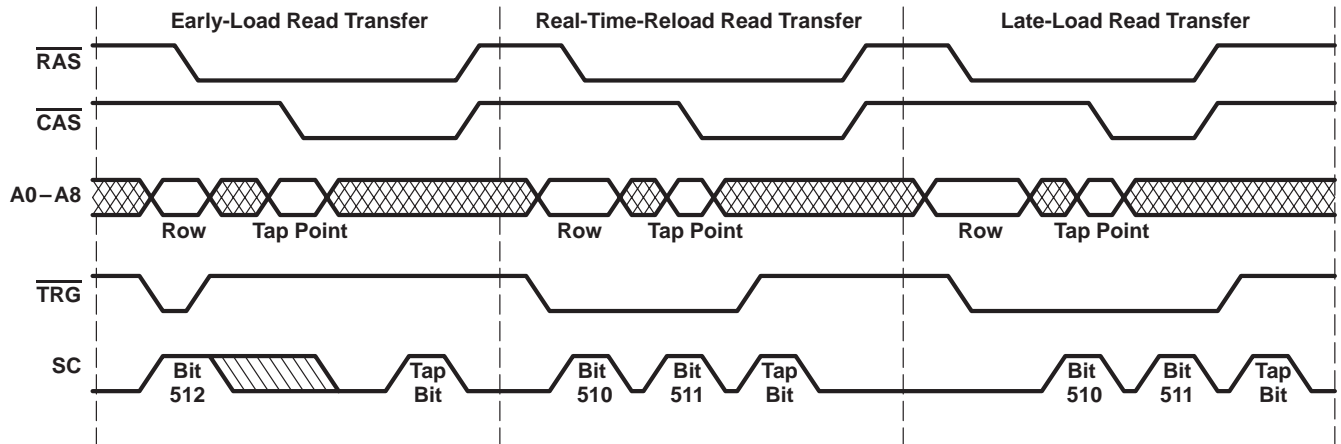 Early-Load Read Transfer
Real-Time-Reload Read Transfer
Late-Load Read Transfer
RAS
CAS
A0–A8
Row
Tap Point
Row
Tap Point
Row
Tap Point
TRG
SC
Bit
512
Tap
Bit
Bit
510
Bit
511
Tap
Bit
Bit
510
Bit
511
Tap
Bit